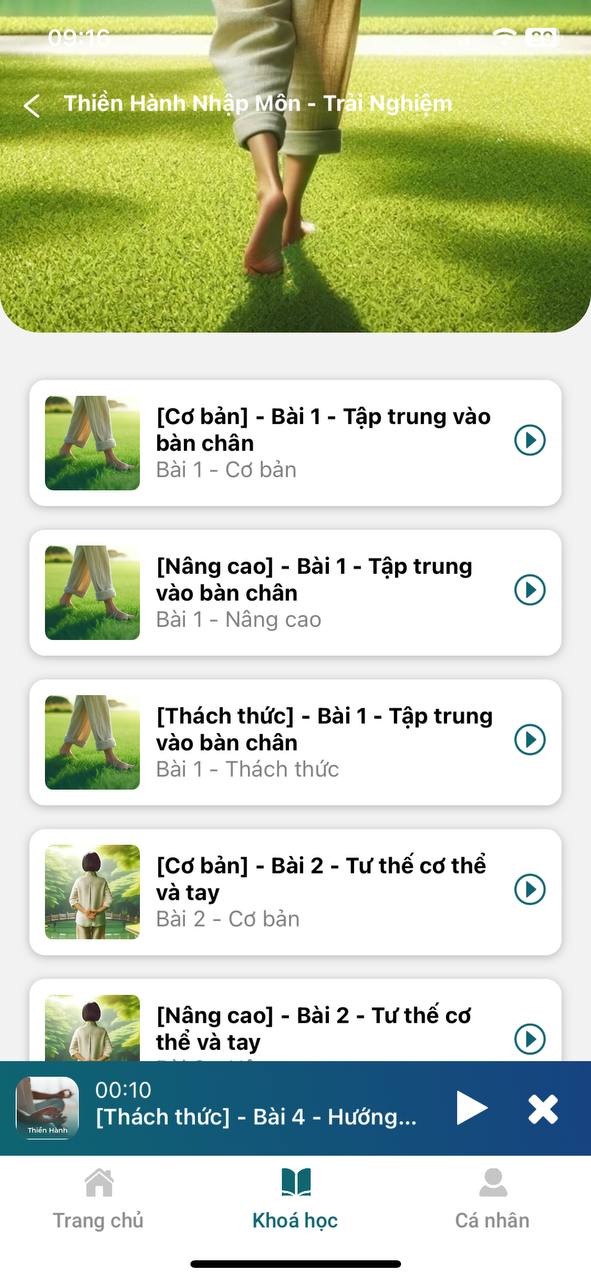 09:16
89
Thiền Hành Nhập Môn - Trải Nghiệm
[Cơ bản] - Bài 1 - Tập trung vào
bàn chân
Bài 1 - Cơ bản
[Nâng cao] - Bài 1 - Tập trung
vào bàn chân
Bài 1 - Nâng cao
[Thách thức] - Bài 1 - Tập trung
vào bàn chân
Bài 1 - Thách thức
[Cơ bản] - Bài 2 - Tư thế cơ thể
và tay
Bài 2 - Cơ bản
[Nâng cao] - Bài 2 - Tư thế cơ
thể và tay
00:10
[Thách thức] - Bài 4 - Hướng...
Thiền Hành
Trang chủ
Khoá học
Cá nhân